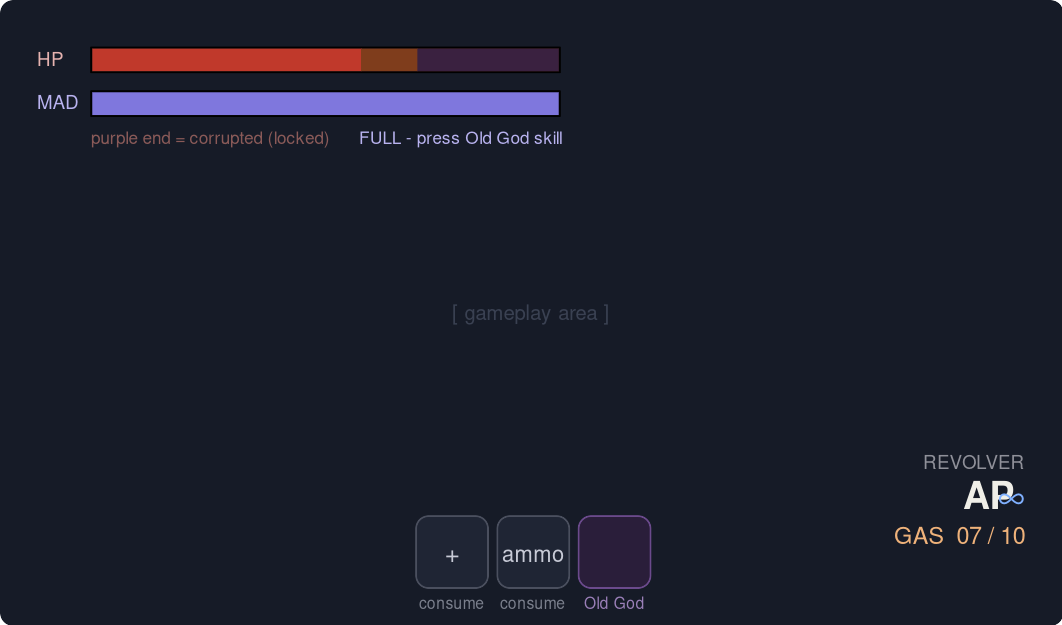 HP
MAD
purple end = corrupted (locked) FULL - press Old God skill
[ gameplay area ]
REVOLVER
AP∞
GAS 07 / 10
+ ammo
consume consume Old God